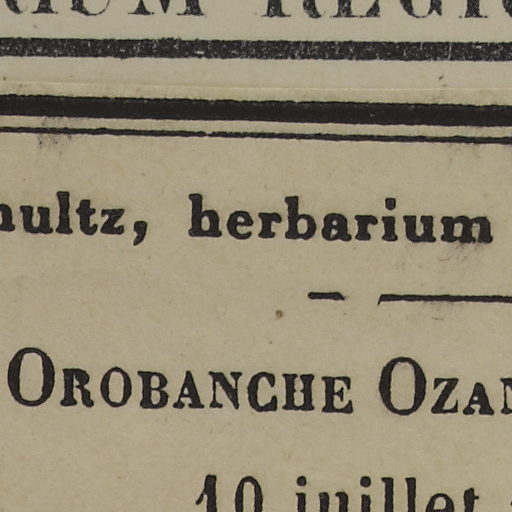 hultz, herbarium
OROBANCHE OZAN
10 juillet